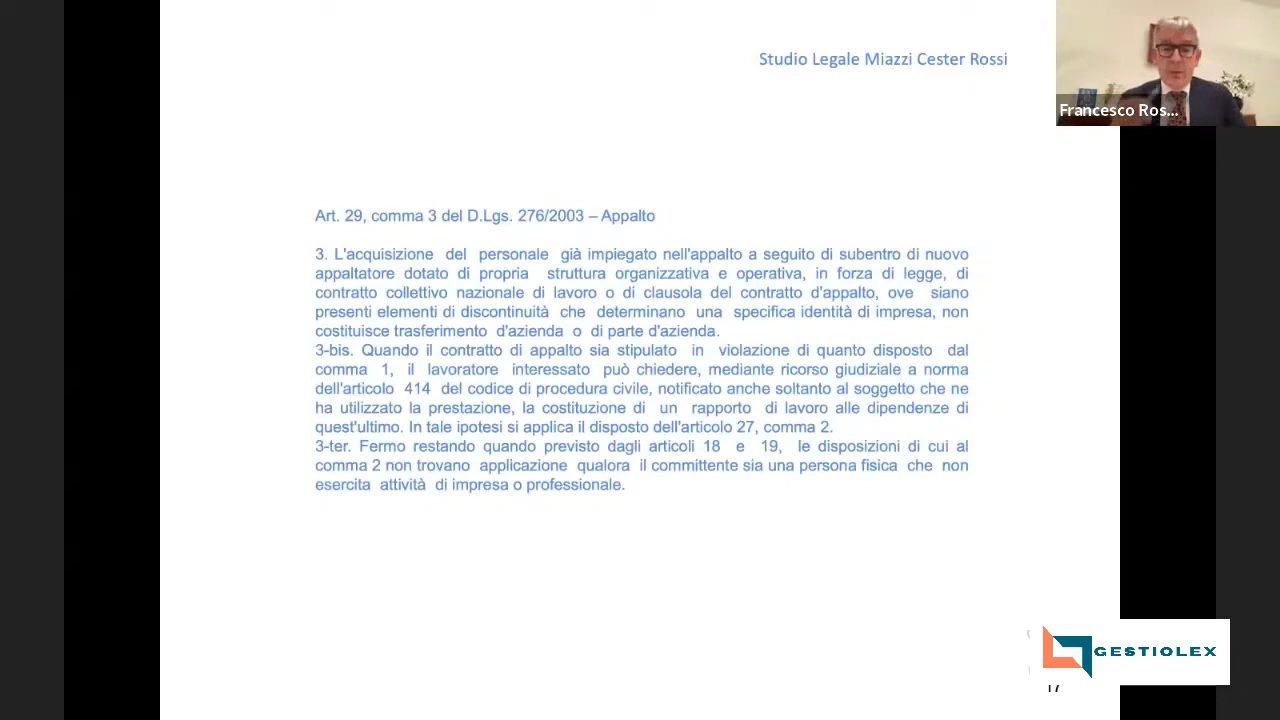 Studio Legale Miazzi Cester Rossi
Francesco Ros...
Art. 29, comma 3 del D.Lgs. 276/2003 – Appalto
3. L'acquisizione del personale già impiegato nell'appalto a seguito di subentro di nuovo
appaltatore dotato di propria struttura organizzativa e operativa, in forza di legge, di
contratto collettivo nazionale di lavoro o di clausola del contratto d'appalto, ove siano
presenti elementi di discontinuità che determinano una specifica identità di impresa, non
costituisce trasferimento d'azienda o di parte d'azienda.
3-bis. Quando il contratto di appalto sia stipulato in violazione di quanto disposto dal
comma 1, il lavoratore interessato può chiedere, mediante ricorso giudiziale a norma
dell'articolo 414 del codice di procedura civile, notificato anche soltanto al soggetto che ne
ha utilizzato la prestazione, la costituzione di un rapporto di lavoro alle dipendenze di
quest'ultimo. In tale ipotesi si applica il disposto dell'articolo 27, comma 2.
3-ter. Fermo restando quando previsto dagli articoli 18 e 19, le disposizioni di cui al
comma 2 non trovano applicazione qualora il committente sia una persona fisica che non
esercita attività di impresa o professionale.
GESTIOLEX